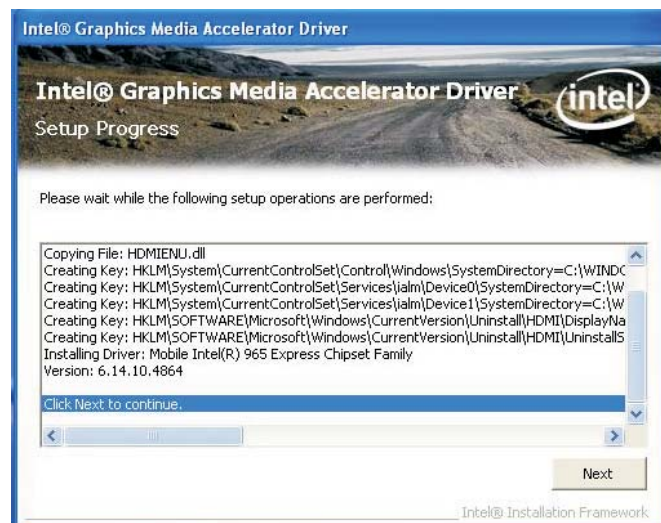 Intel® Graphics Media Accelerator Driver
Intel® Graphics Media Accelerator Driver
intel
Setup Progress
Please wait while the following setup operations are performed:
Copying File: HDMIENU.dll
Creating Key: HKLM\System\CurrentControlSet\Control\Windows\SystemDirectory=C:\WINDO
Creating Key: HKLM\System\CurrentControlSet\Services\ialm\Device0\SystemDirectory=C:\W
Creating Key: HKLM\System\CurrentControlSet\Services\ialm\Device1\SystemDirectory=C:\W
Creating Key: HKLM\SOFTWARE\Microsoft\Windows\CurrentVersion\Uninstall\HDMI\DisplayNa
Creating Key: HKLM\SOFTWARE\Microsoft\Windows\CurrentVersion\Uninstall\HDMI\UninstallS
Installing Driver: Mobile Intel(R) 965 Express Chipset Family
Version: 6.14.10.4864
Click Next to continue.
Next
Intel® Installation Framework